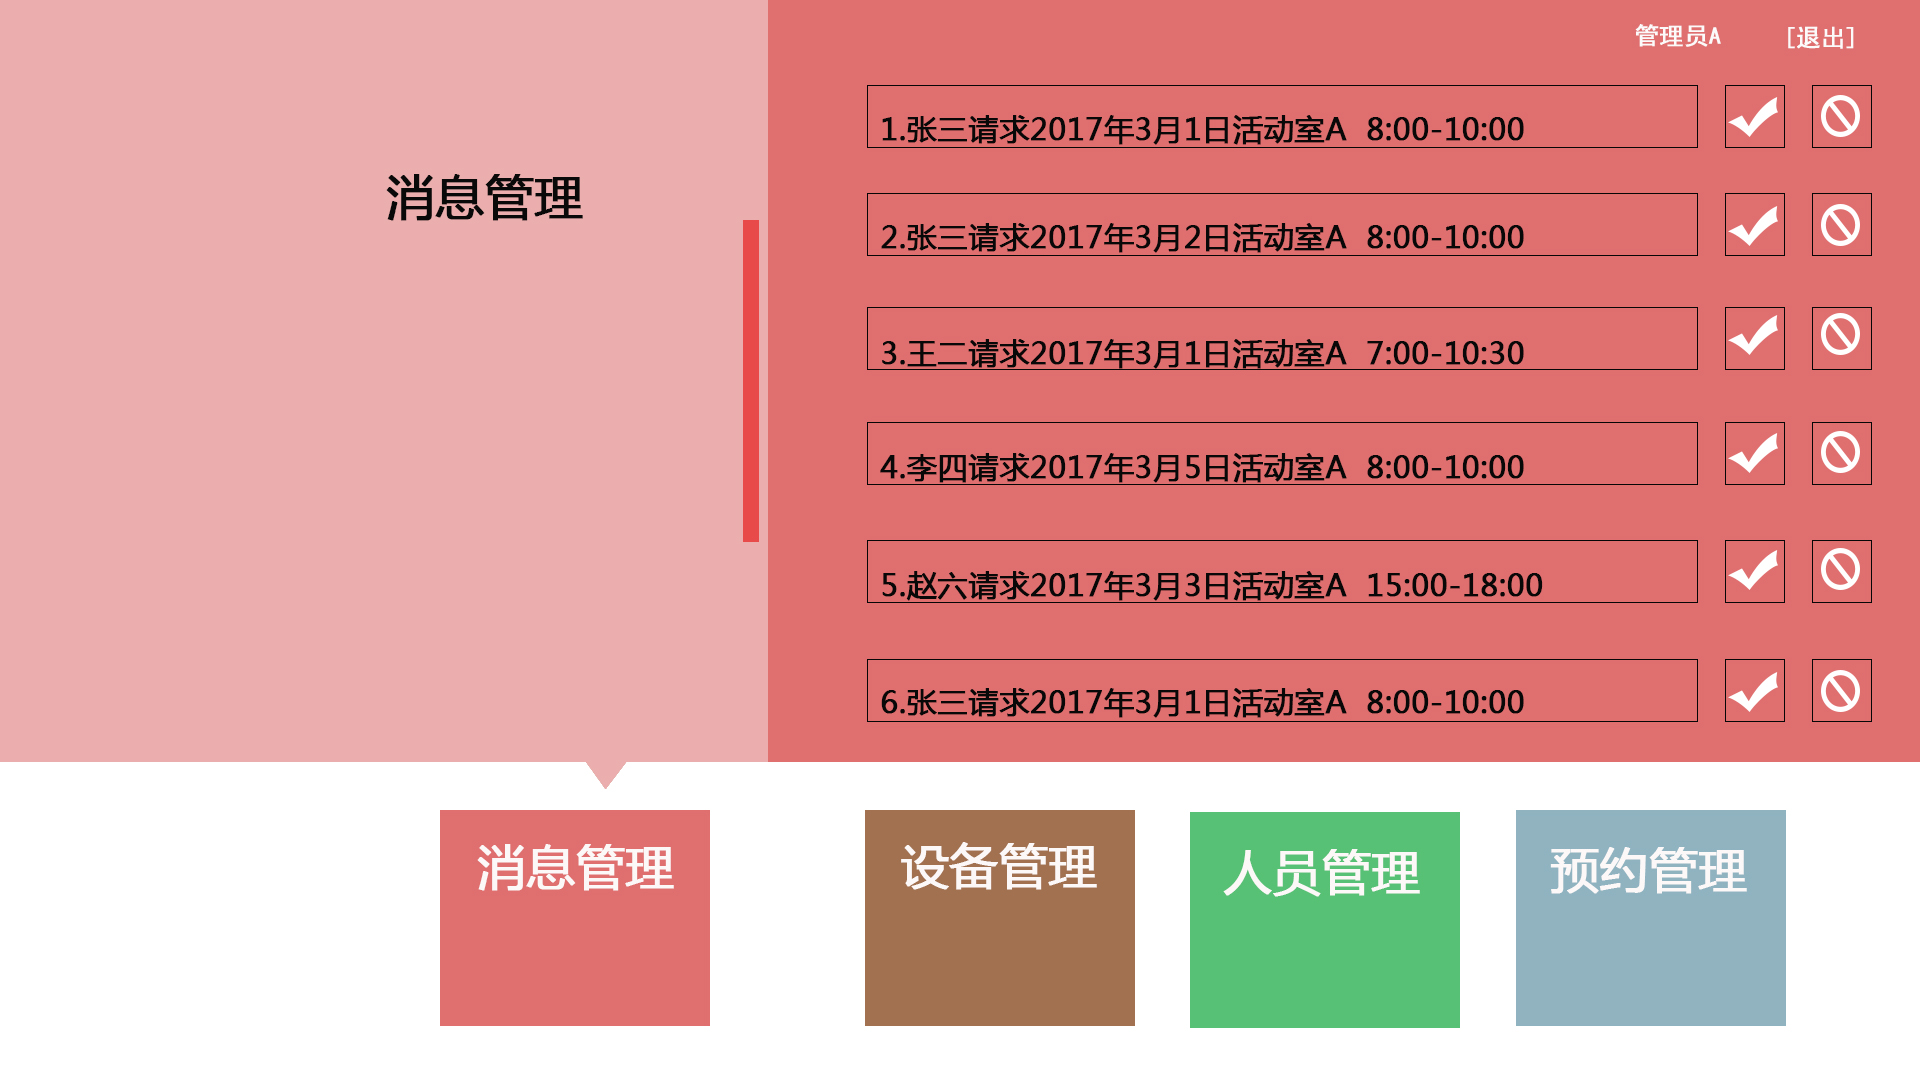 管理员A [退出]
消息管理
1.张三请求2017年3月1日活动室A 8:00-10:00
2.张三请求2017年3月2日活动室A 8:00-10:00
3.王二请求2017年3月1日活动室A 7:00-10:30
4.李四请求2017年3月5日活动室A 8:00-10:00
5.赵六请求2017年3月3日活动室A 15:00-18:00
6.张三请求2017年3月1日活动室A 8:00-10:00
消息管理
设备管理
人员管理
预约管理